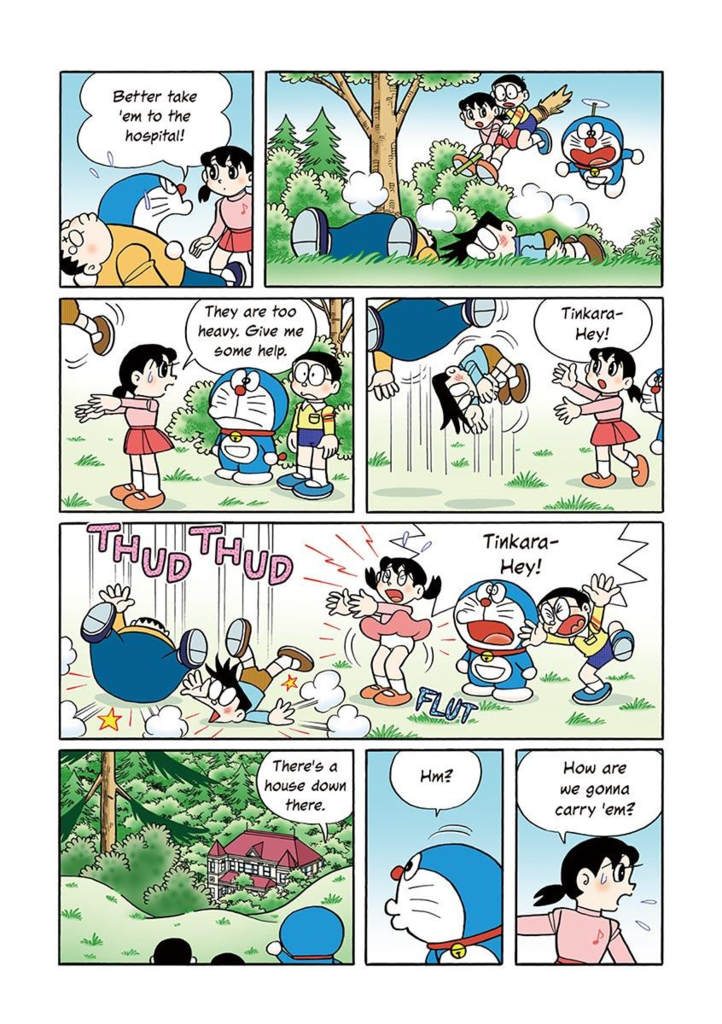 Better take
'em to the
hospital!
Tinkara-
Hey!
They are too
heavy. Give me
some help.
Tinkara-
Hey!
FLUT
THUD THUD
How are
we gonna
carry 'em?
Hm?
There's a
house down
there.